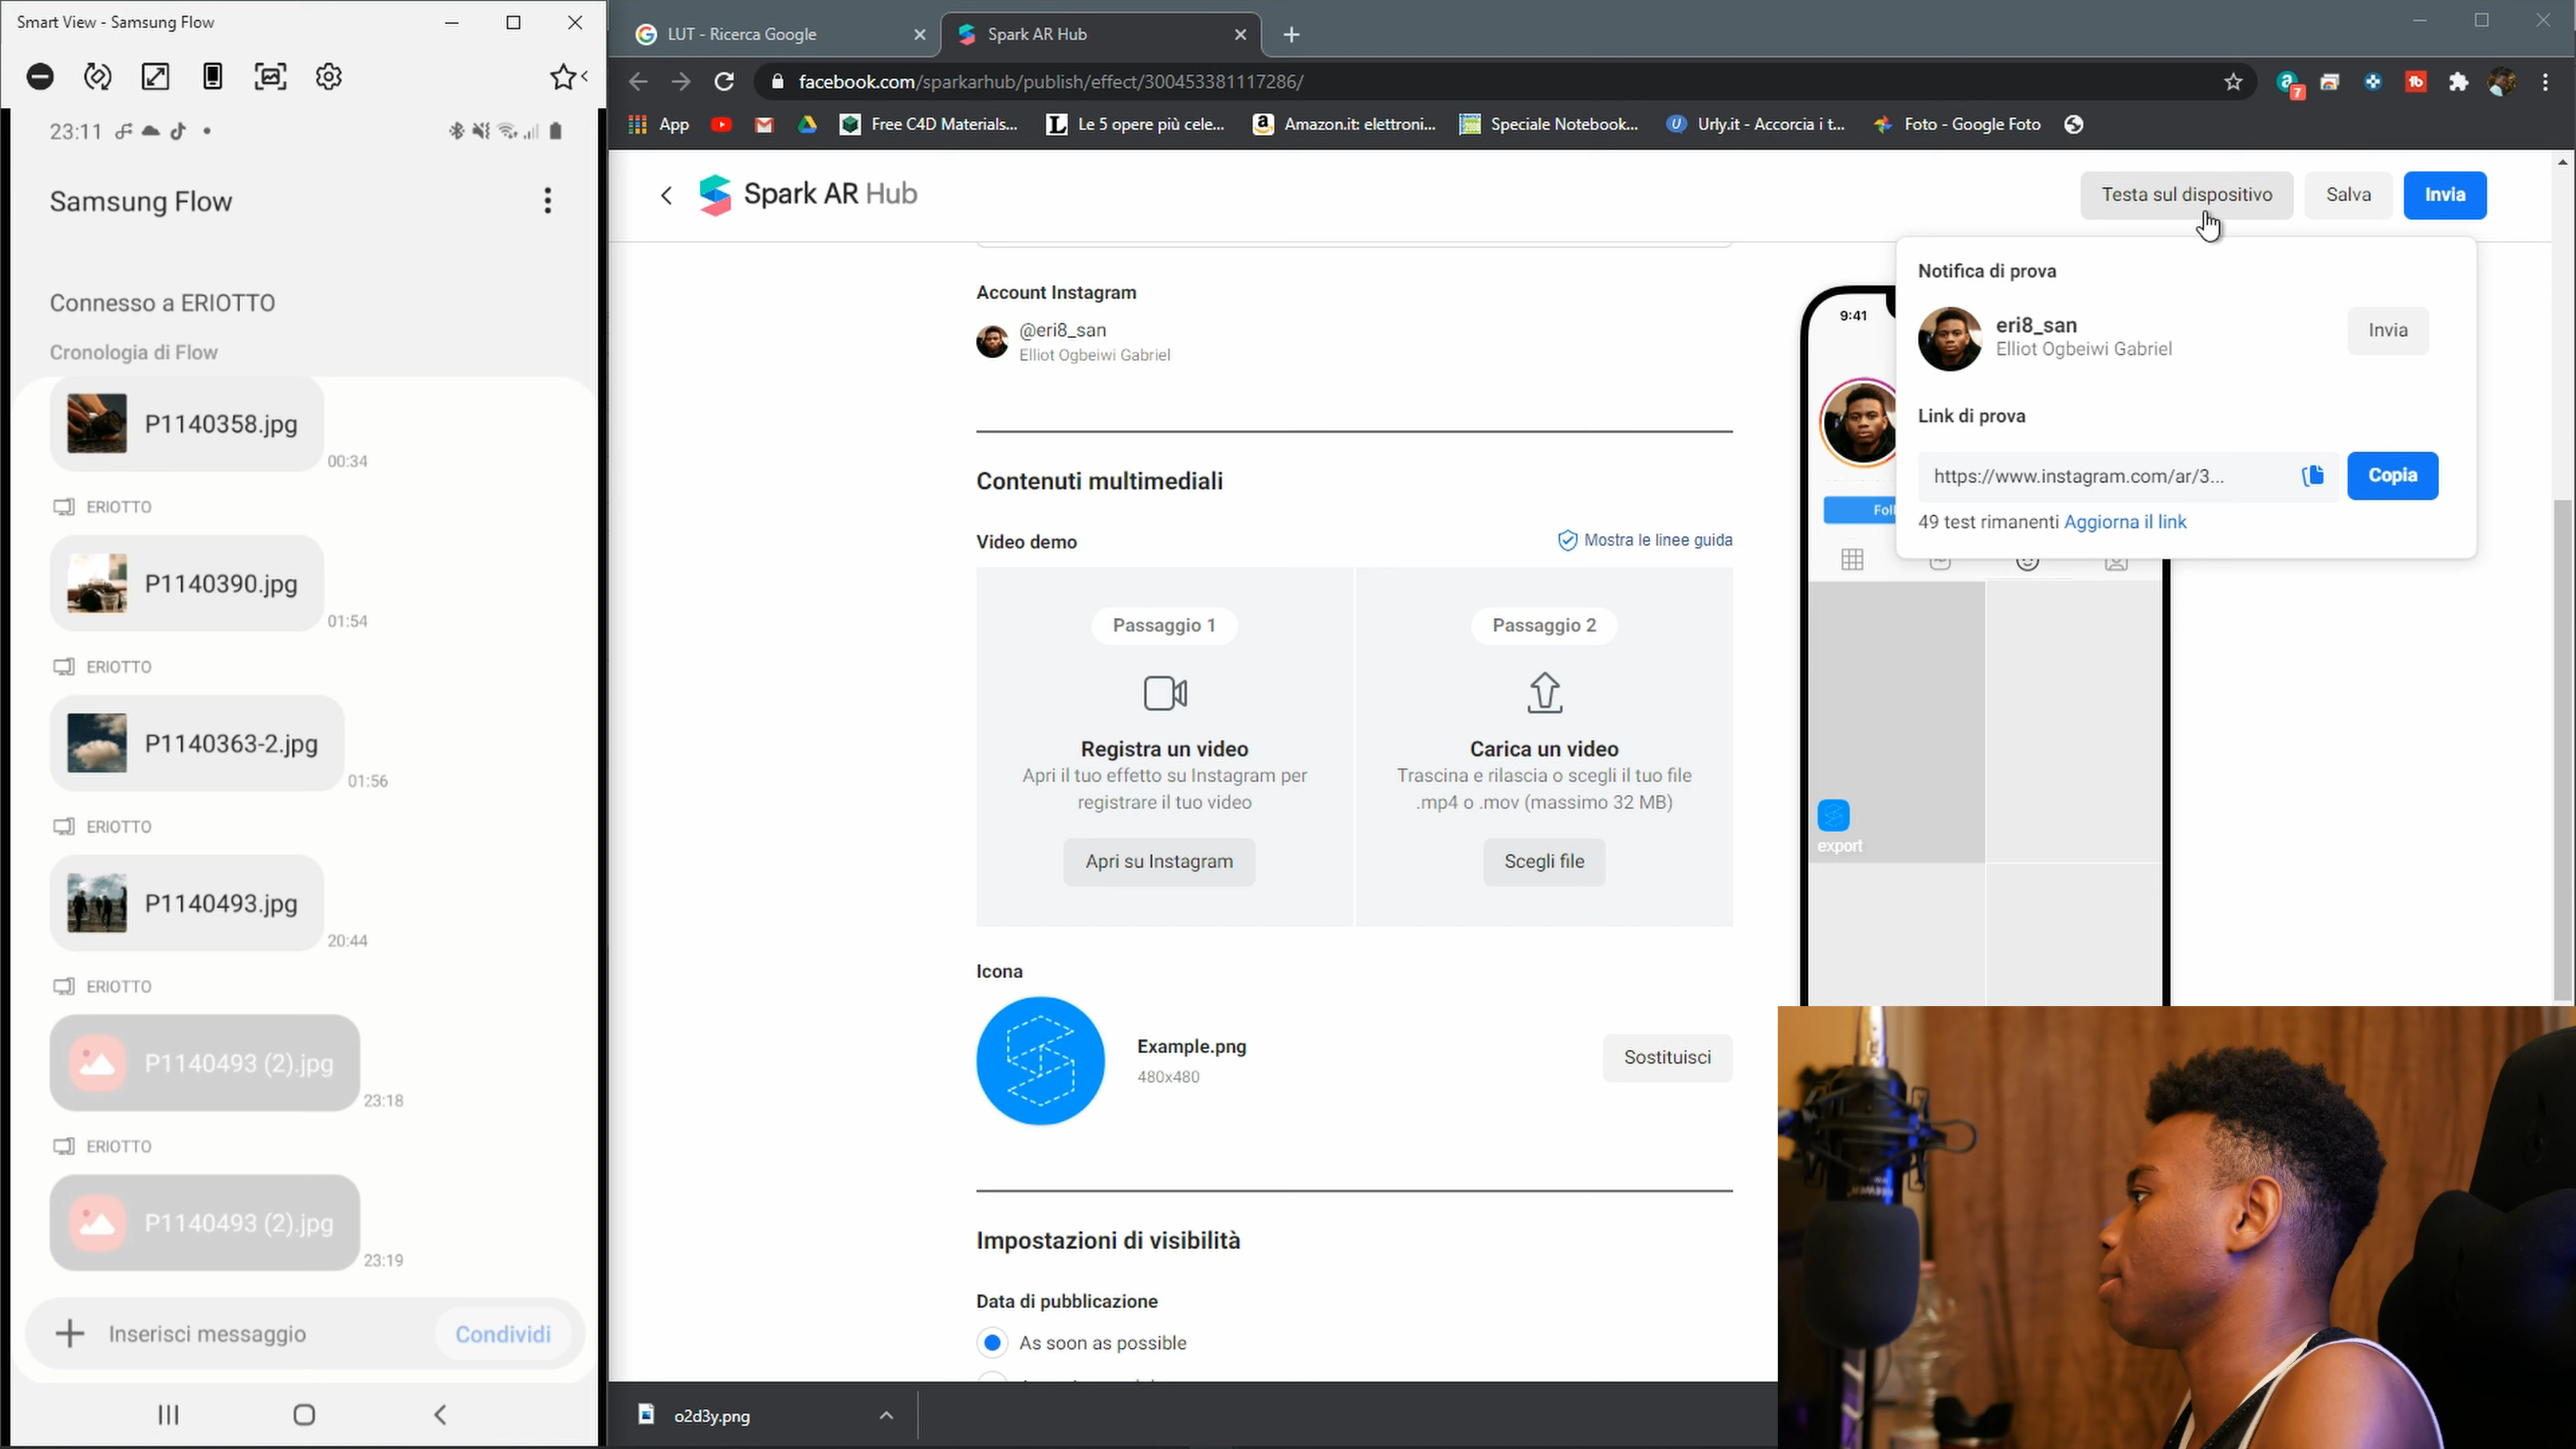 Smart View - Samsung Flow
23:11
Samsung Flow
Connesso a ERIOTTO
Cronologia di Flow
P1140358.jpg
00:34
ERIOTTO
P1140390.jpg
01:54
ERIOTTO
P1140363-2.jpg
01:56
ERIOTTO
P1140493.jpg
20:44
ERIOTTO
P1140493 (2).jpg
23:18
ERIOTTO
P1140493 (2).jpg
23:19
Inserisci messaggio
Condividi
LUT - Ricerca Google
Spark AR Hub
facebook.com/sparkarhub/publish/effect/300453381117286/
7
App
Free C4D Materials...
Le 5 opere più cele...
Amazon.it: elettroni...
Speciale Notebook...
Urly.it - Accorcia i t...
Foto - Google Foto
Spark AR Hub
Testa sul dispositivo
Salva
Invia
Account Instagram
@eri8_san
Elliot Ogbeiwi Gabriel
Contenuti multimediali
Video demo
Mostra le linee guida
Passaggio 1
Registra un video
Apri il tuo effetto su Instagram per
registrare il tuo video
Apri su Instagram
Passaggio 2
Carica un video
Trascina e rilascia o scegli il tuo file
.mp4 o .mov (massimo 32 MB)
Scegli file
Icona
Example.png
480x480
Sostituisci
Impostazioni di visibilità
Data di pubblicazione
As soon as possible
Notifica di prova
eri8_san
Elliot Ogbeiwi Gabriel
Invia
Link di prova
https://www.instagram.com/ar/3...
Copia
49 test rimanenti Aggiorna il link
9:41
Foll
export
o2d3y.png